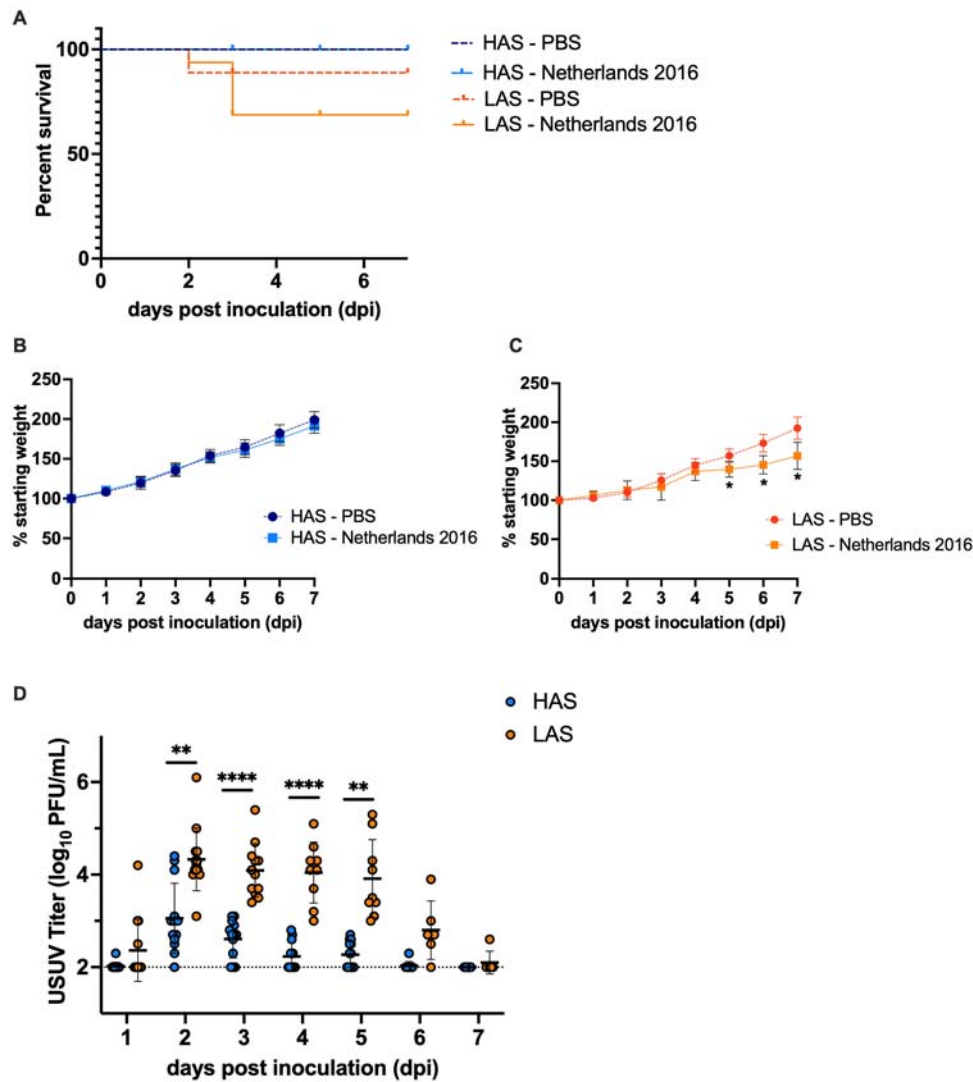 A
Percent survival
100
50
0
0 2 4 6
days post inoculation (dpi)
HAS - PBS
HAS - Netherlands 2016
LAS - PBS
LAS - Netherlands 2016
B
% starting weight
250
200
150
100
50
0
0 1 2 3 4 5 6 7
days post inoculation (dpi)
HAS - PBS
HAS - Netherlands 2016
C
% starting weight
250
200
150
100
50
0
0 1 2 3 4 5 6 7
days post inoculation (dpi)
LAS - PBS
LAS - Netherlands 2016
* * *
D
USUV Titer (log10 PFU/mL)
6
4
2
** **** **** **
1 2 3 4 5 6 7
days post inoculation (dpi)
HAS
LAS